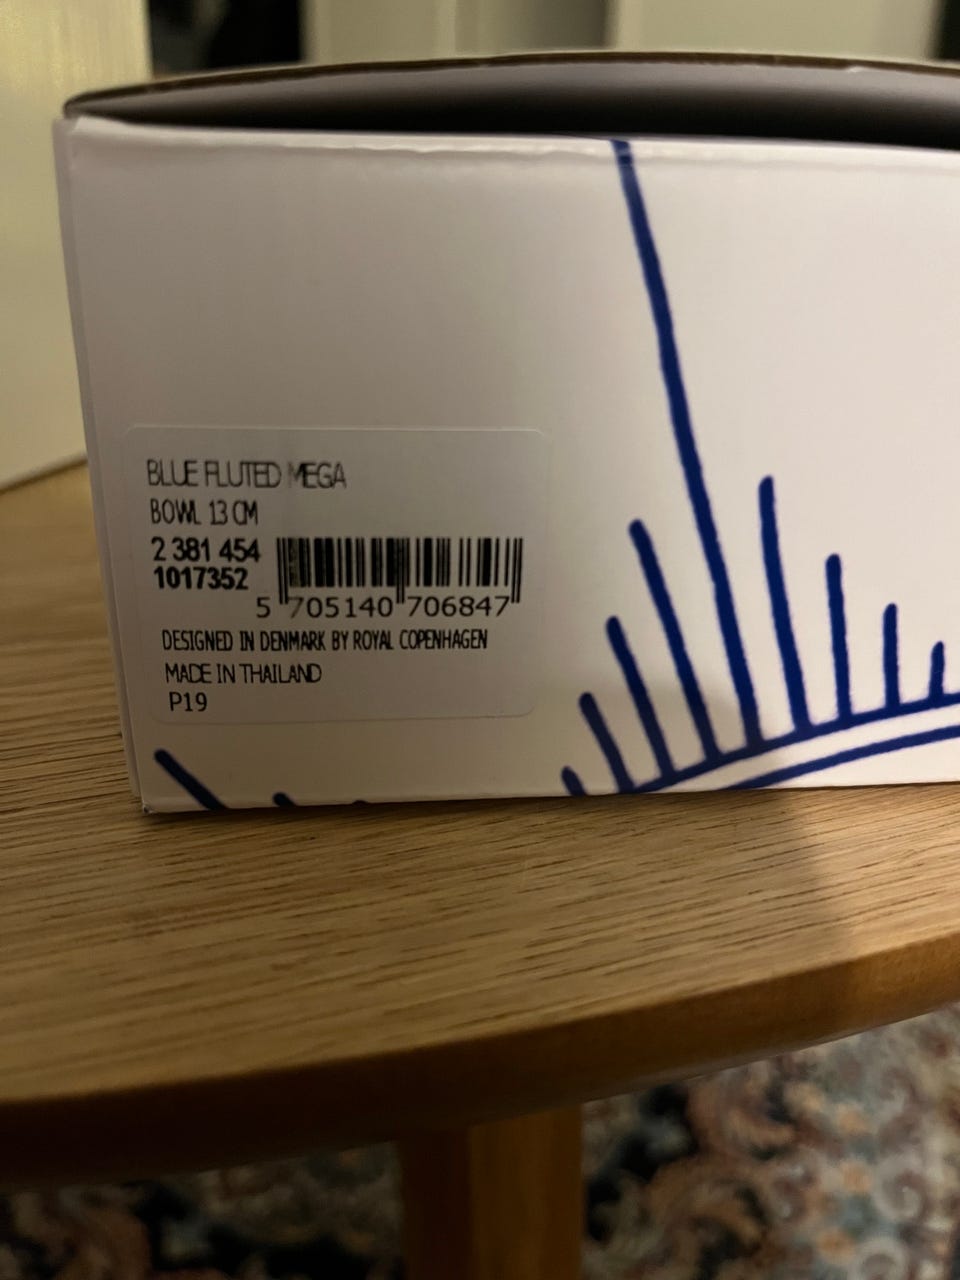 BLUE FLUTED MEGA
BOWL 13 CM
2 381 454
1017352
5 705140 706847
DESIGNED IN DENMARK BY ROYAL COPENHAGEN
MADE IN THAILAND
P19